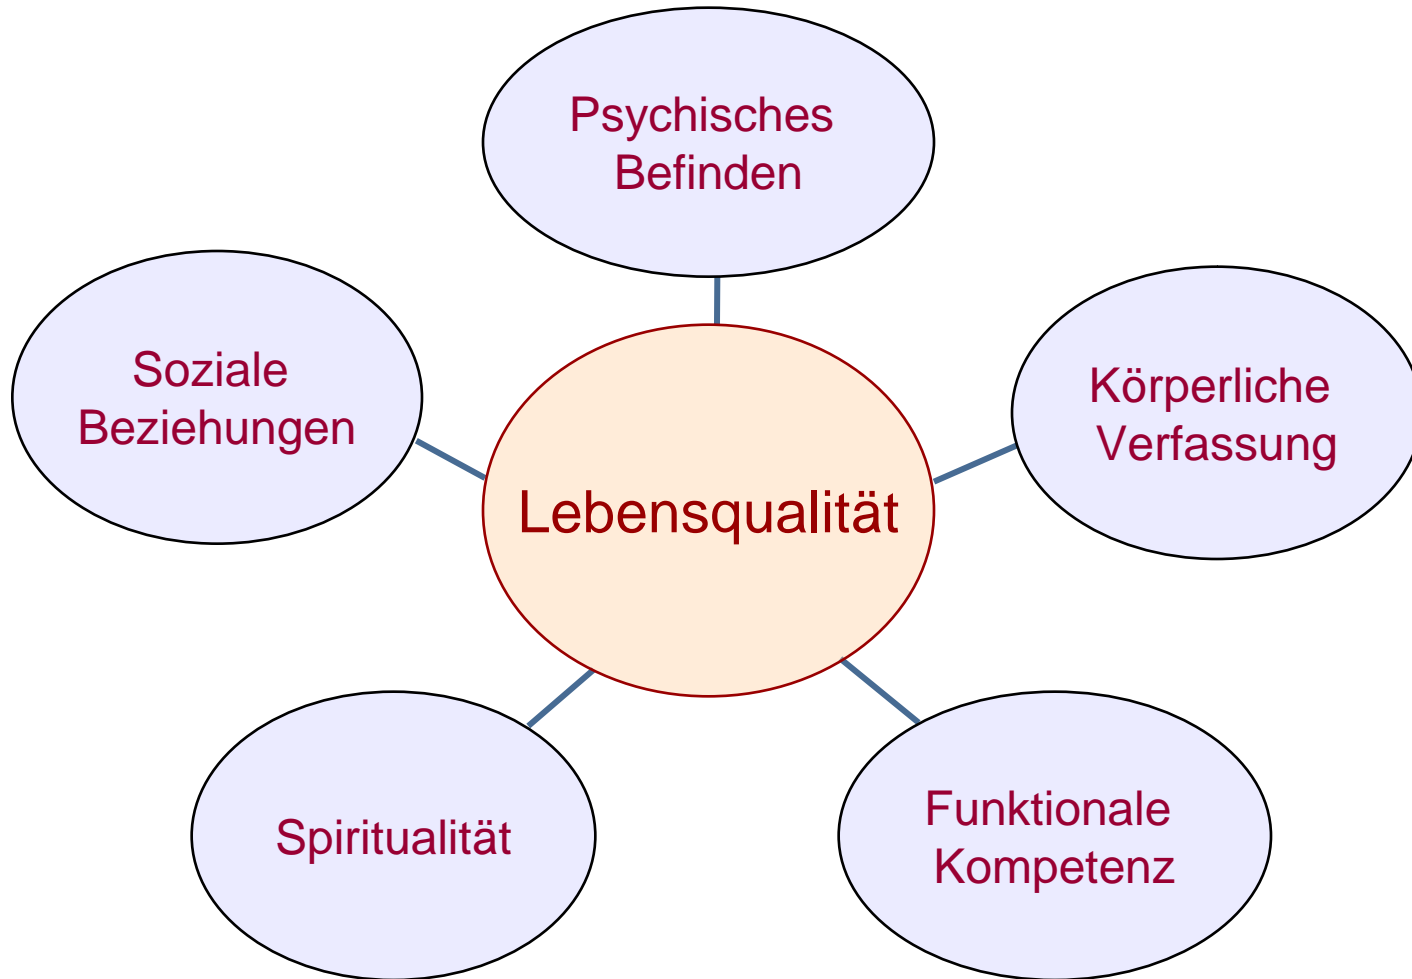 Psychisches
Befinden
Soziale
Beziehungen
Körperliche
Verfassung
Lebensqualität
Spiritualität
Funktionale
Kompetenz